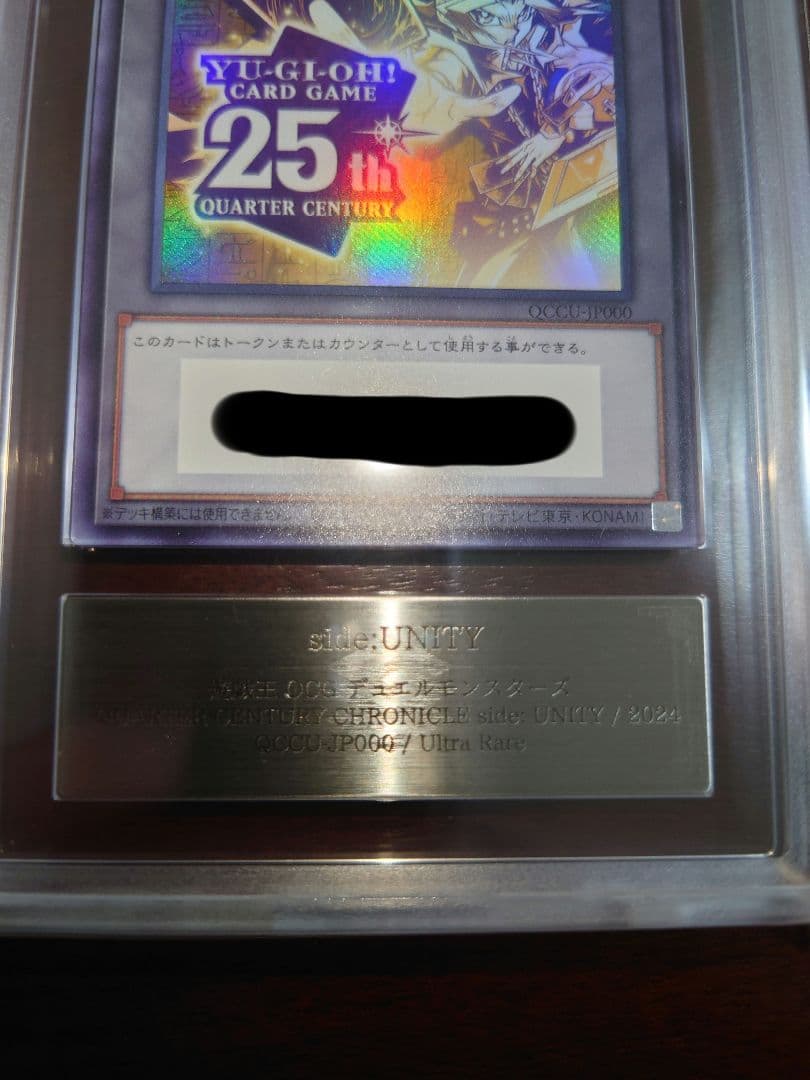 YU-GI-OH!
CARD GAME
25th
QUARTER CENTURY
QCCU-JP000
このカードはトークンまたはカウンターとして使用する事ができる。
※デッキ構築には使用できません。
テレビ東京・KONAMI
side:UNITY
遊戯王 OCG デュエルモンスターズ
QUARTER CENTURY CHRONICLE side: UNITY / 2024
QCCU-JP000 / Ultra Rare